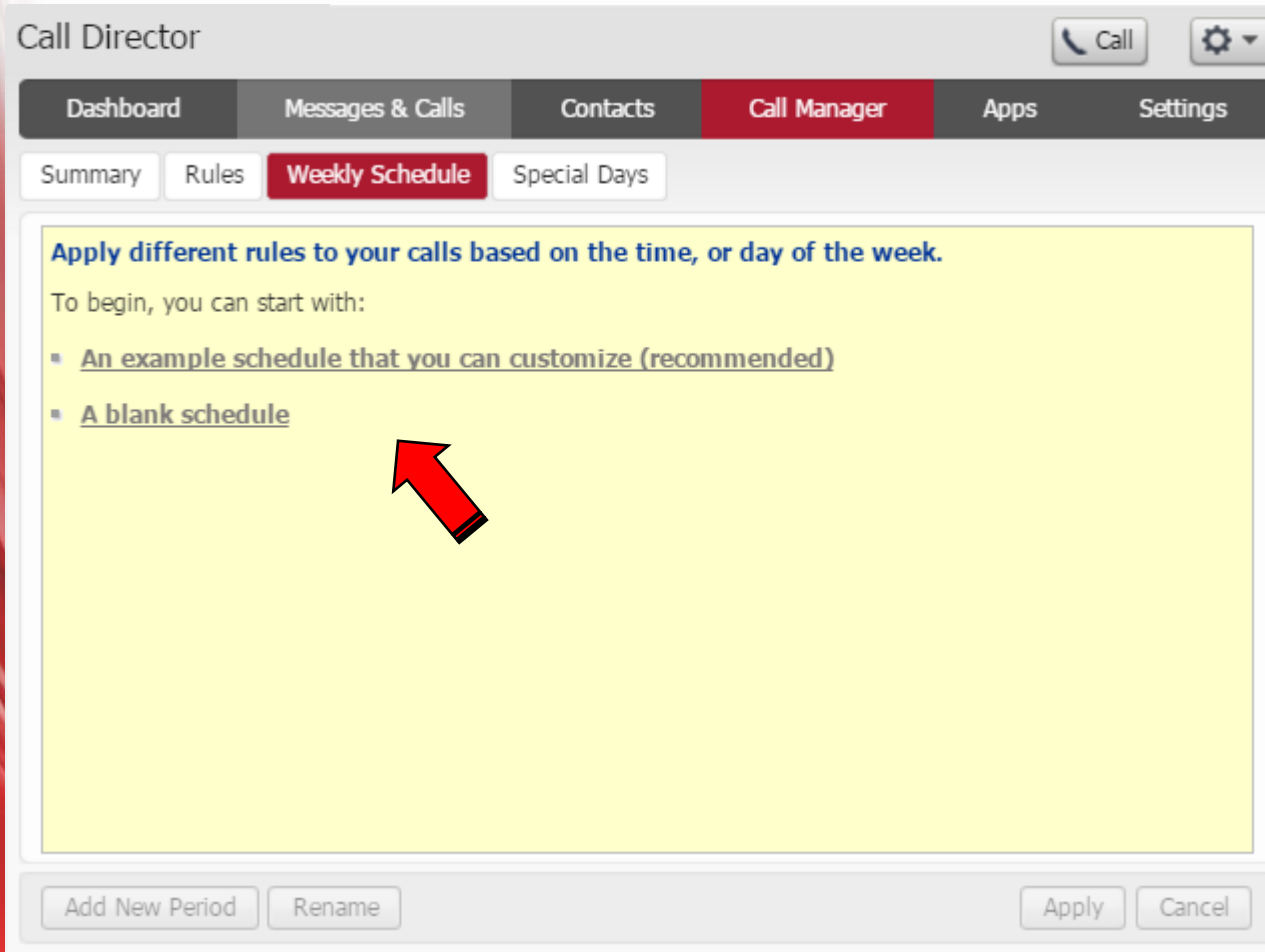 Call Director
Call
Dashboard Messages & Calls Contacts Call Manager Apps Settings
Summary Rules Weekly Schedule Special Days
Apply different rules to your calls based on the time, or day of the week.
To begin, you can start with:
An example schedule that you can customize (recommended)
A blank schedule
Add New Period Rename Apply Cancel